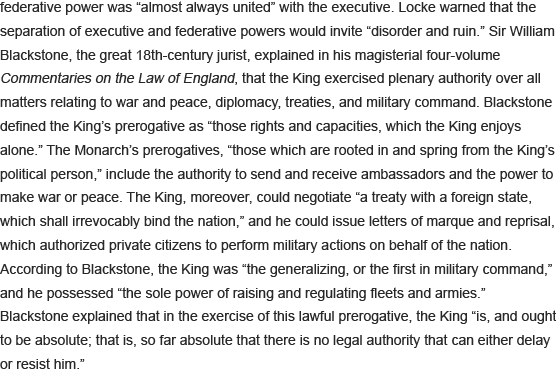 federative power was “almost always united” with the executive. Locke warned that the
separation of executive and federative powers would invite “disorder and ruin.” Sir William
Blackstone, the great 18th-century jurist, explained in his magisterial four-volume
Commentaries on the Law of England, that the King exercised plenary authority over all
matters relating to war and peace, diplomacy, treaties, and military command. Blackstone
defined the King’s prerogative as “those rights and capacities, which the King enjoys
alone.” The Monarch’s prerogatives, “those which are rooted in and spring from the King’s
political person,” include the authority to send and receive ambassadors and the power to
make war or peace. The King, moreover, could negotiate “a treaty with a foreign state,
which shall irrevocably bind the nation,” and he could issue letters of marque and reprisal,
which authorized private citizens to perform military actions on behalf of the nation.
According to Blackstone, the King was “the generalizing, or the first in military command,”
and he possessed “the sole power of raising and regulating fleets and armies.”
Blackstone explained that in the exercise of this lawful prerogative, the King “is, and ought
to be absolute; that is, so far absolute that there is no legal authority that can either delay
or resist him.”